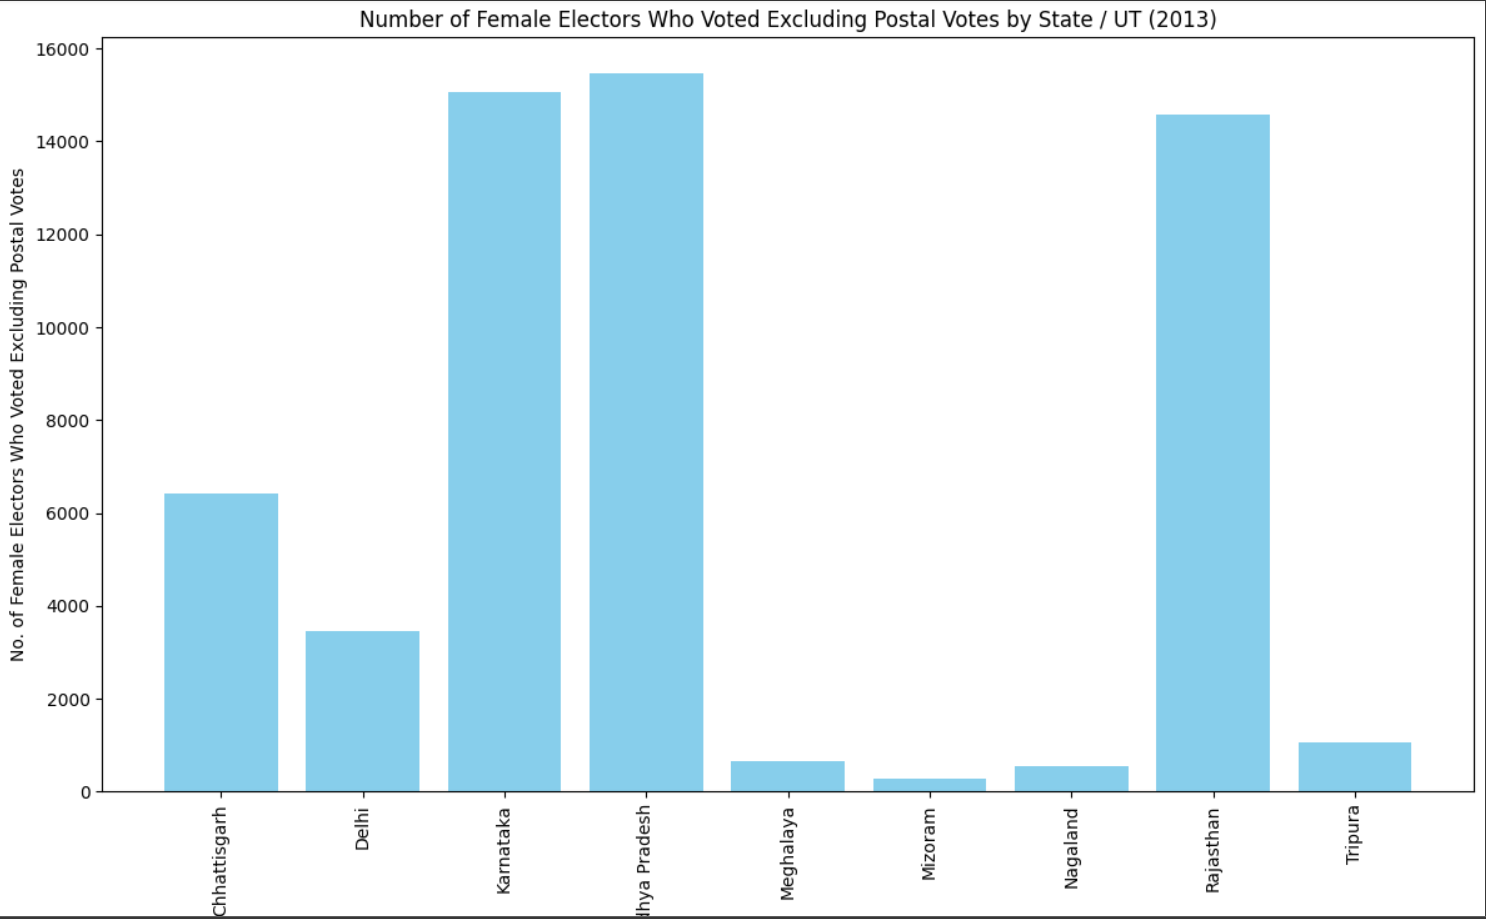 Number of Female Electors Who Voted Excluding Postal Votes by State / UT (2013)
No. of Female Electors Who Voted Excluding Postal Votes
16000
14000
12000
10000
8000
6000
4000
2000
0
Chhattisgarh
Delhi
Karnataka
dhya Pradesh
Meghalaya
Mizoram
Nagaland
Rajasthan
Tripura